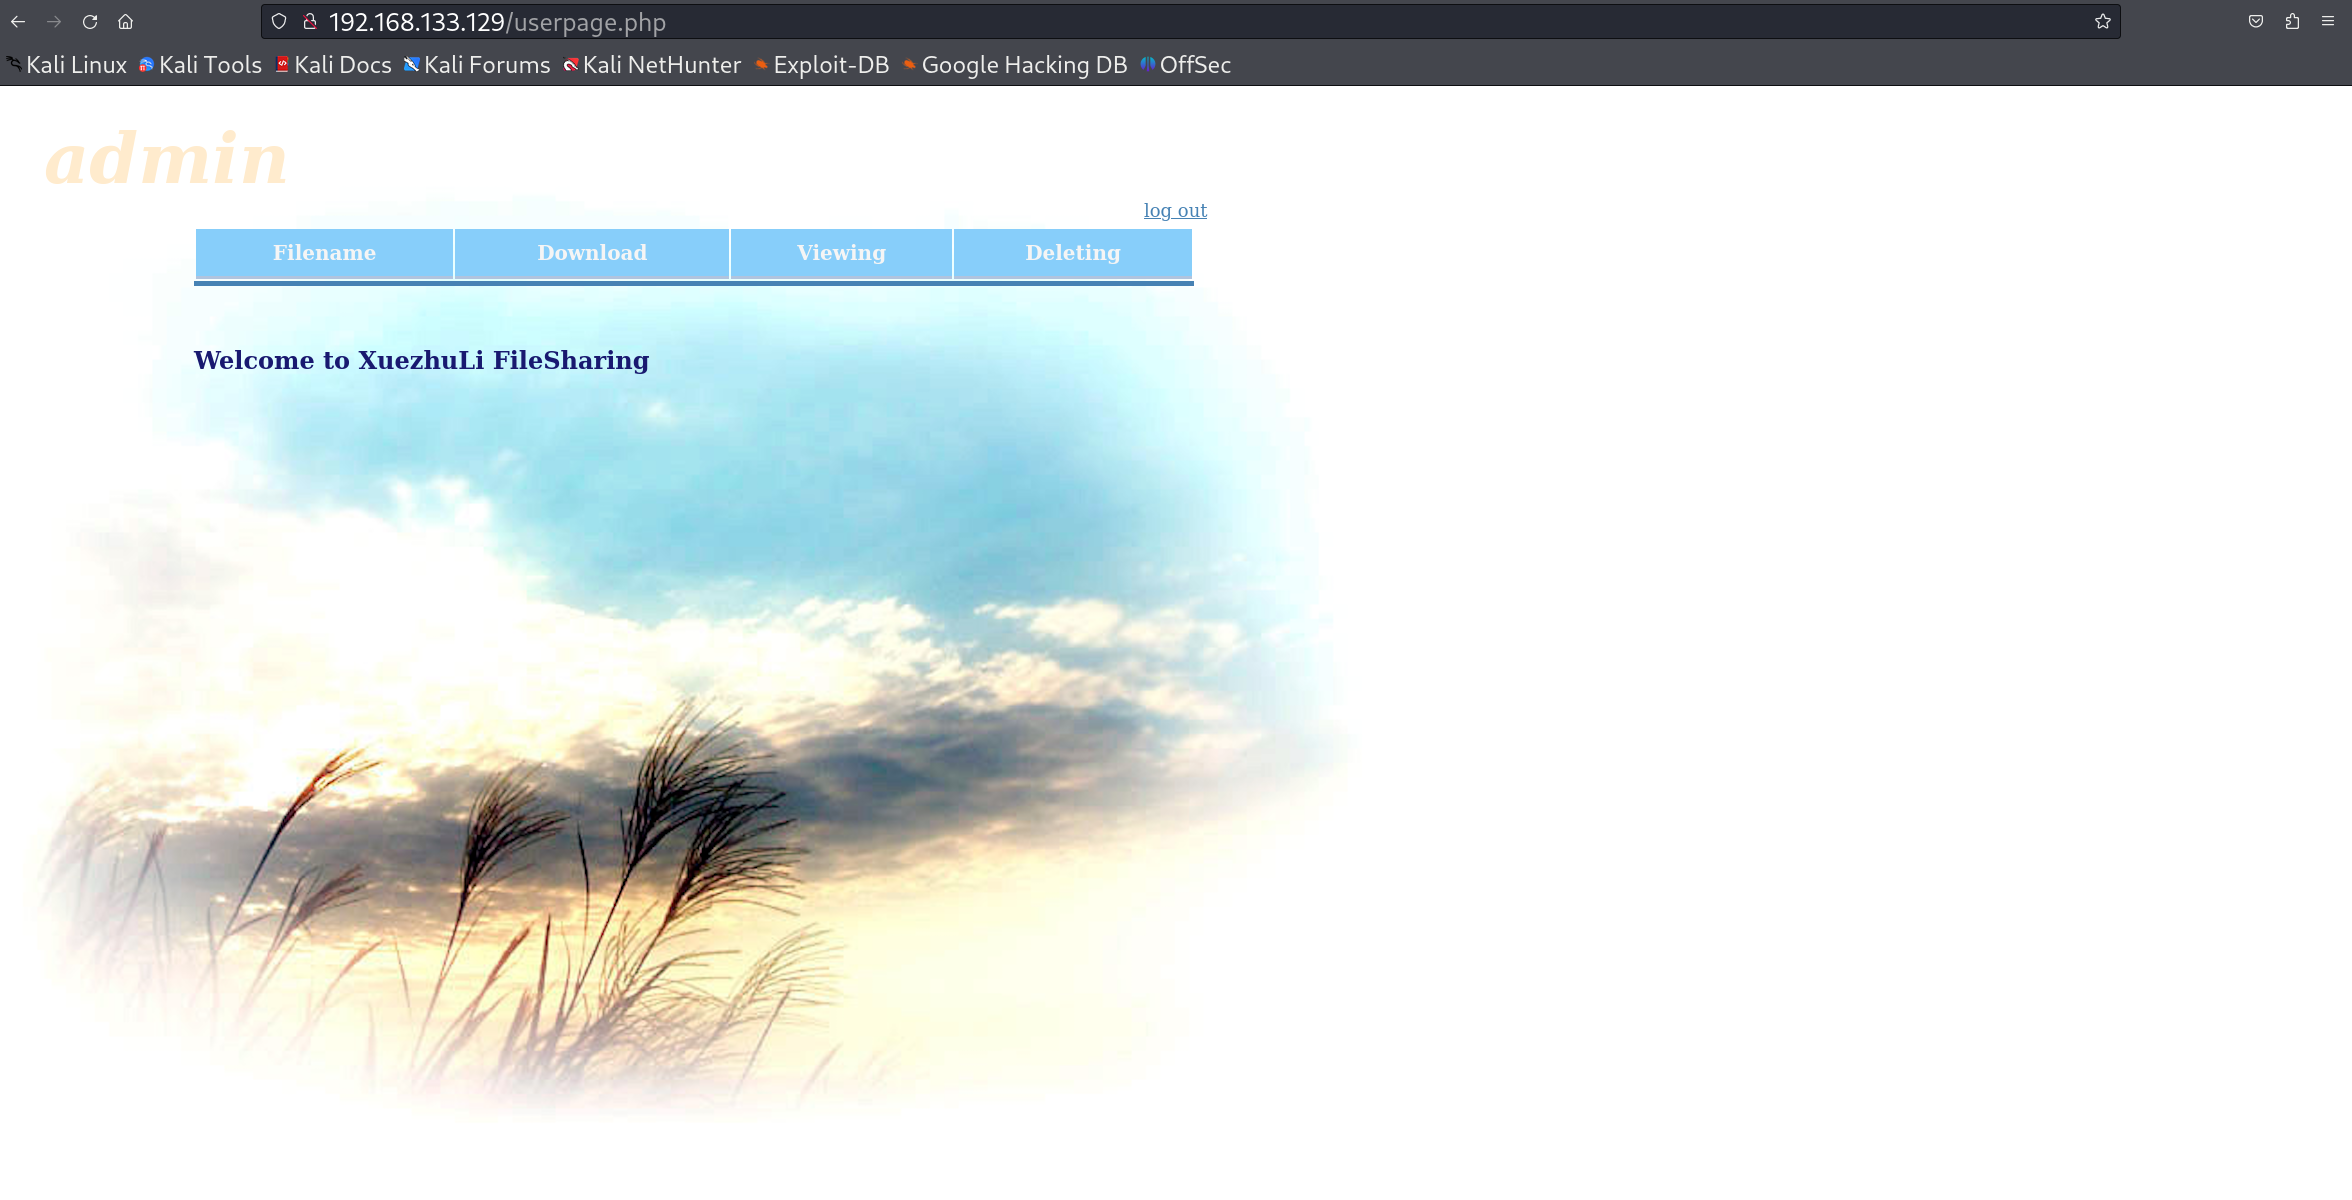 192.168.133.129/userpage.php
Kali Linux Kali Tools Kali Docs Kali Forums Kali NetHunter Exploit-DB Google Hacking DB OffSec
admin
log out
Filename Download Viewing Deleting
Welcome to XuezhuLi FileSharing